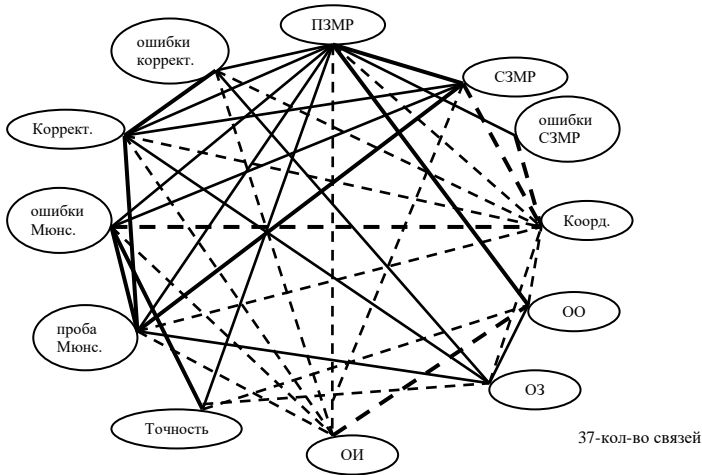 ПЗМР
ошибки
коррект.
СЗМР
ошибки
СЗМР
Коррект.
ошибки
Мюнс.
Коорд.
проба
Мюнс.
ОО
ОЗ
Точность
ОИ
37-кол-во связей